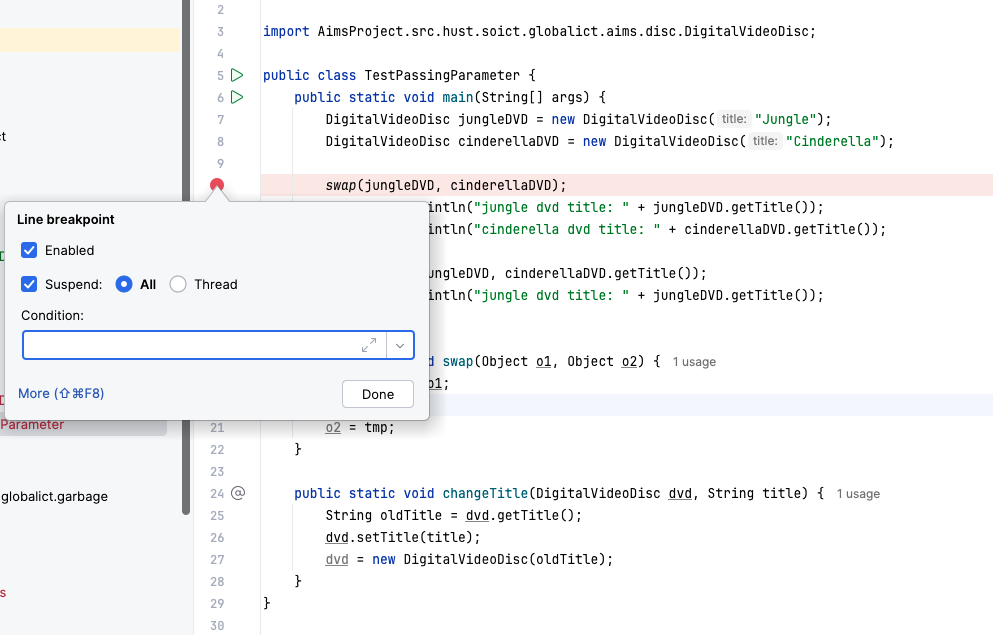 2
3 import AimsProject.src.hust.soict.globalict.aims.disc.DigitalVideoDisc;
4
5 public class TestPassingParameter {
6 public static void main(String[] args) {
7 DigitalVideoDisc jungleDVD = new DigitalVideoDisc( title: "Jungle");
8 DigitalVideoDisc cinderellaDVD = new DigitalVideoDisc( title: "Cinderella");
9
swap(jungleDVD, cinderellaDVD);
intln("jungle dvd title: " + jungleDVD.getTitle());
intln("cinderella dvd title: " + cinderellaDVD.getTitle());
ungleDVD, cinderellaDVD.getTitle());
intln("jungle dvd title: " + jungleDVD.getTitle());
d swap(Object o1, Object o2) { 1 usage
o1;
21 o2 = tmp;
22 }
23
24 @ public static void changeTitle(DigitalVideoDisc dvd, String title) { 1 usage
25 String oldTitle = dvd.getTitle();
26 dvd.setTitle(title);
27 dvd = new DigitalVideoDisc(oldTitle);
28 }
29 }
30
Line breakpoint
Enabled
Suspend: All Thread
Condition:
More (⇧⌘F8) Done
ct
D
D
Parameter
globalict.garbage
s